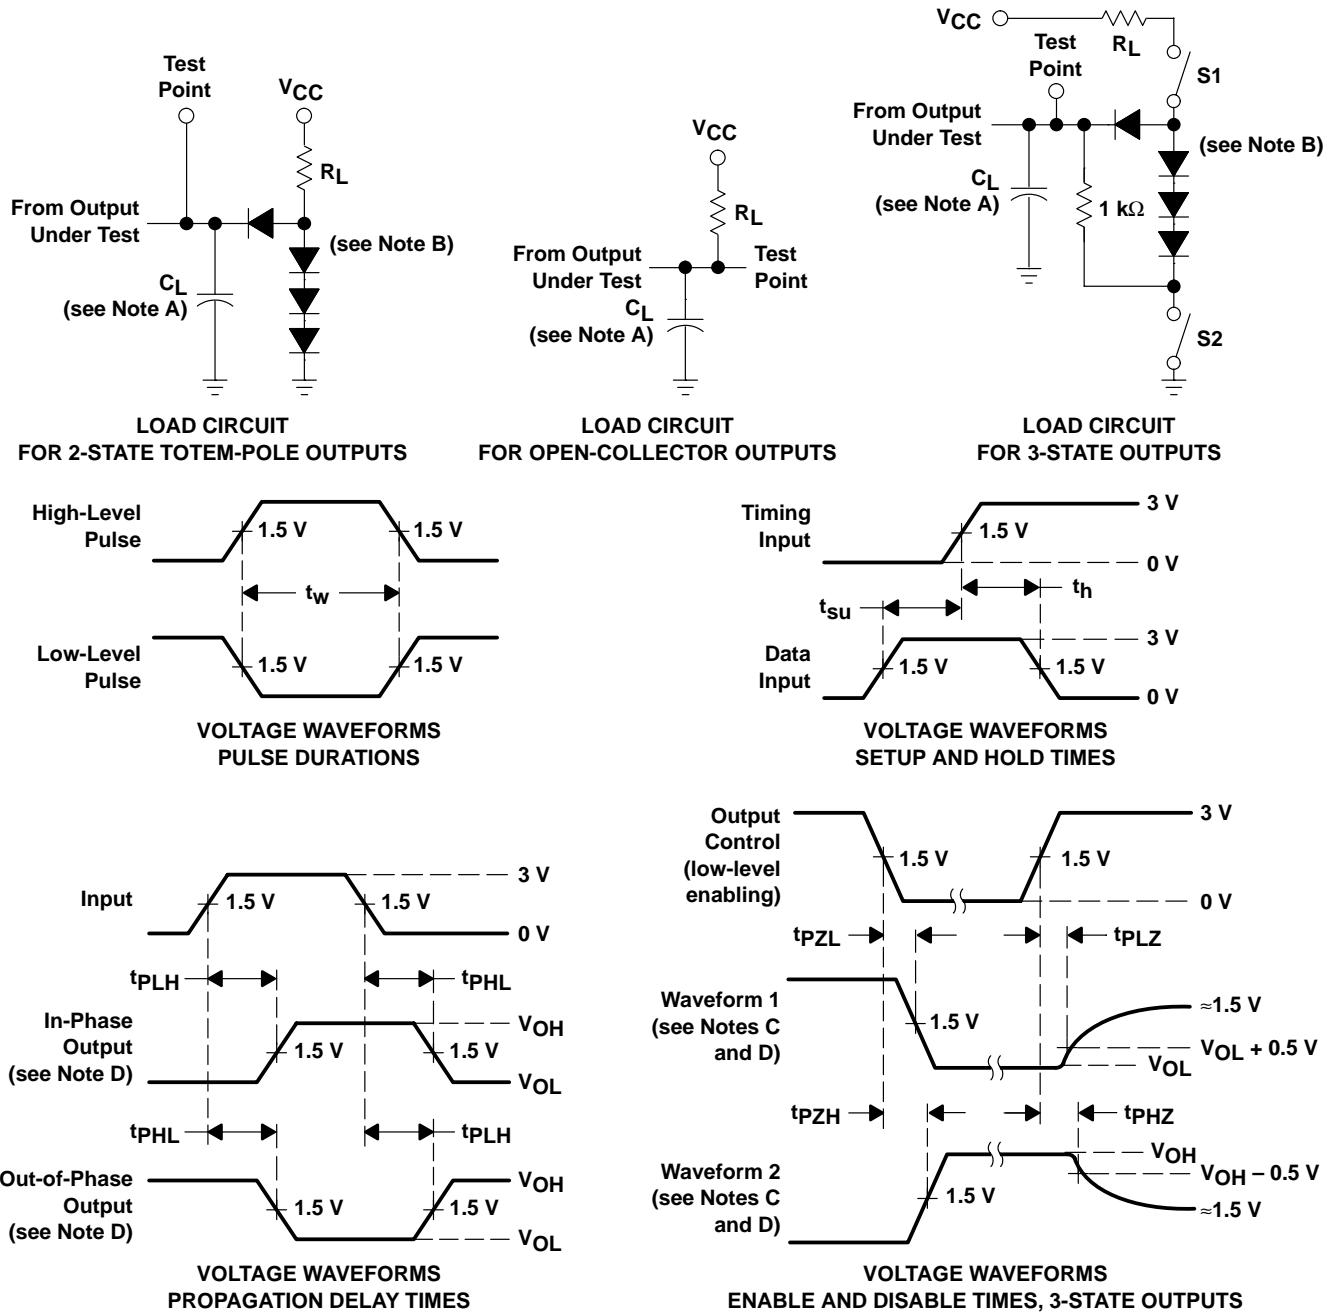 Test
Point
VCC
RL
From Output
Under Test
(see Note B)
CL
(see Note A)
LOAD CIRCUIT
FOR 2-STATE TOTEM-POLE OUTPUTS
VCC
RL
From Output
Under Test
Test
Point
CL
(see Note A)
LOAD CIRCUIT
FOR OPEN-COLLECTOR OUTPUTS
VCC
RL
Test
Point
S1
From Output
Under Test
(see Note B)
CL
(see Note A)
1 kΩ
S2
LOAD CIRCUIT
FOR 3-STATE OUTPUTS
High-Level
Pulse
1.5 V
1.5 V
tw
Low-Level
Pulse
1.5 V
1.5 V
VOLTAGE WAVEFORMS
PULSE DURATIONS
Timing
Input
1.5 V
3 V
0 V
th
tsu
Data
Input
1.5 V
1.5 V
3 V
0 V
VOLTAGE WAVEFORMS
SETUP AND HOLD TIMES
Input
1.5 V
1.5 V
3 V
0 V
tPLH
tPHL
In-Phase
Output
(see Note D)
1.5 V
1.5 V
VOH
VOL
tPHL
tPLH
Out-of-Phase
Output
(see Note D)
1.5 V
1.5 V
VOH
VOL
VOLTAGE WAVEFORMS
PROPAGATION DELAY TIMES
Output
Control
(low-level
enabling)
1.5 V
1.5 V
3 V
0 V
tPZL
tPLZ
Waveform 1
(see Notes C
and D)
1.5 V
≈1.5 V
VOL + 0.5 V
VOL
tPZH
tPHZ
Waveform 2
(see Notes C
and D)
1.5 V
VOH
VOH – 0.5 V
≈1.5 V
VOLTAGE WAVEFORMS
ENABLE AND DISABLE TIMES, 3-STATE OUTPUTS